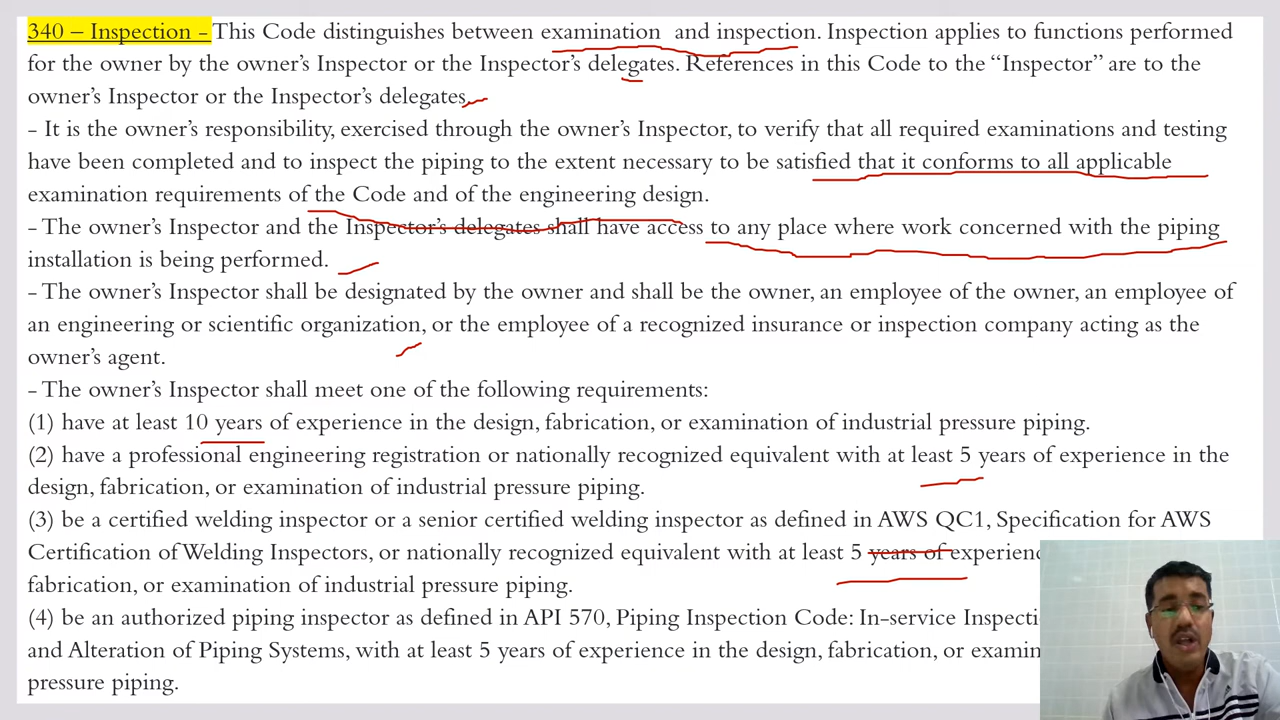 340 – Inspection - This Code distinguishes between examination and inspection. Inspection applies to functions performed
for the owner by the owner's Inspector or the Inspector's delegates. References in this Code to the “Inspector” are to the
owner's Inspector or the Inspector's delegates.
- It is the owner's responsibility, exercised through the owner's Inspector, to verify that all required examinations and testing
have been completed and to inspect the piping to the extent necessary to be satisfied that it conforms to all applicable
examination requirements of the Code and of the engineering design.
- The owner's Inspector and the Inspector's delegates shall have access to any place where work concerned with the piping
installation is being performed.
- The owner's Inspector shall be designated by the owner and shall be the owner, an employee of the owner, an employee of
an engineering or scientific organization, or the employee of a recognized insurance or inspection company acting as the
owner's agent.
- The owner's Inspector shall meet one of the following requirements:
(1) have at least 10 years of experience in the design, fabrication, or examination of industrial pressure piping.
(2) have a professional engineering registration or nationally recognized equivalent with at least 5 years of experience in the
design, fabrication, or examination of industrial pressure piping.
(3) be a certified welding inspector or a senior certified welding inspector as defined in AWS QC1, Specification for AWS
Certification of Welding Inspectors, or nationally recognized equivalent with at least 5 years of
fabrication, or examination of industrial pressure piping.
(4) be an authorized piping inspector as defined in API 570, Piping Inspection Code: In-service
and Alteration of Piping Systems, with at least 5 years of experience in the design, fabrication, or
pressure piping.